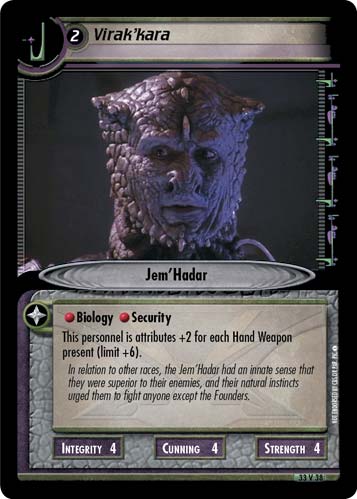 2 Virak'kara
Jem'Hadar
Biology Security
This personnel is attributes +2 for each Hand Weapon
present (limit +6).
In relation to other races, the Jem'Hadar had an innate sense that
they were superior to their enemies, and their natural instincts
urged them to fight anyone except the Founders.
INTEGRITY 4 CUNNING 4 STRENGTH 4
33 V 38